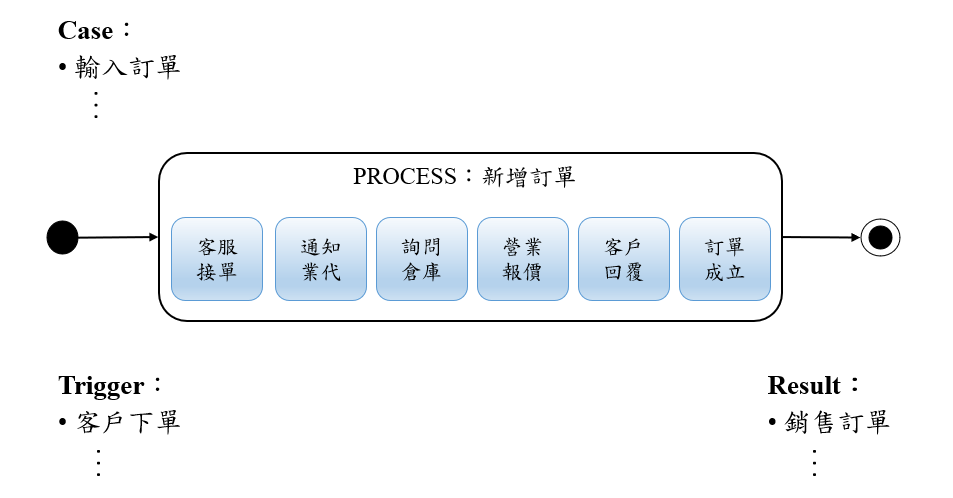 Case：
• 輸入訂單
⋮
PROCESS：新增訂單
客服
接單
通知
業代
詢問
倉庫
營業
報價
客戶
回覆
訂單
成立
Trigger：
• 客戶下單
⋮
Result：
• 銷售訂單
⋮